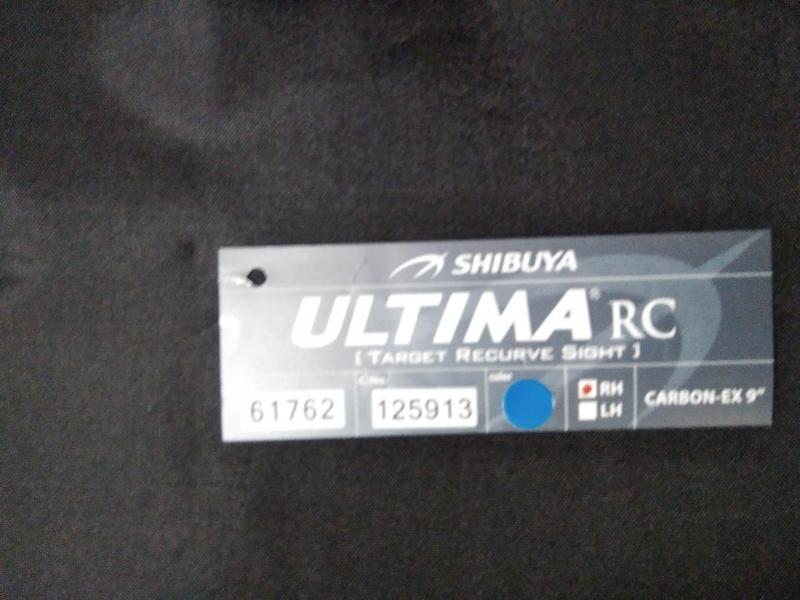 SHIBUYA
ULTIMA® RC
[ TARGET RECURVE SIGHT ]
61762
C/No.
125913
color
RH
LH
CARBON-EX 9"